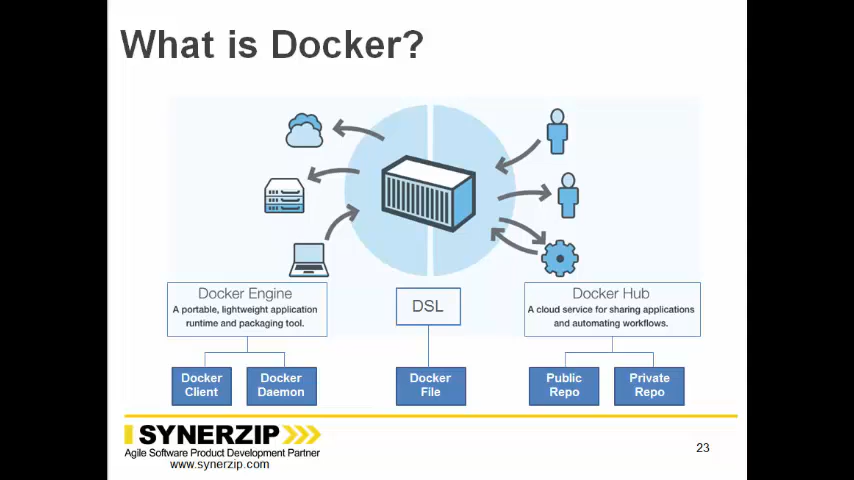 What is Docker?
Docker Engine
A portable, lightweight application
runtime and packaging tool.
DSL
Docker Hub
A cloud service for sharing applications
and automating workflows.
Docker
Client
Docker
Daemon
Docker
File
Public
Repo
Private
Repo
SYNERZIP
Agile Software Product Development Partner
www.synerzip.com
23